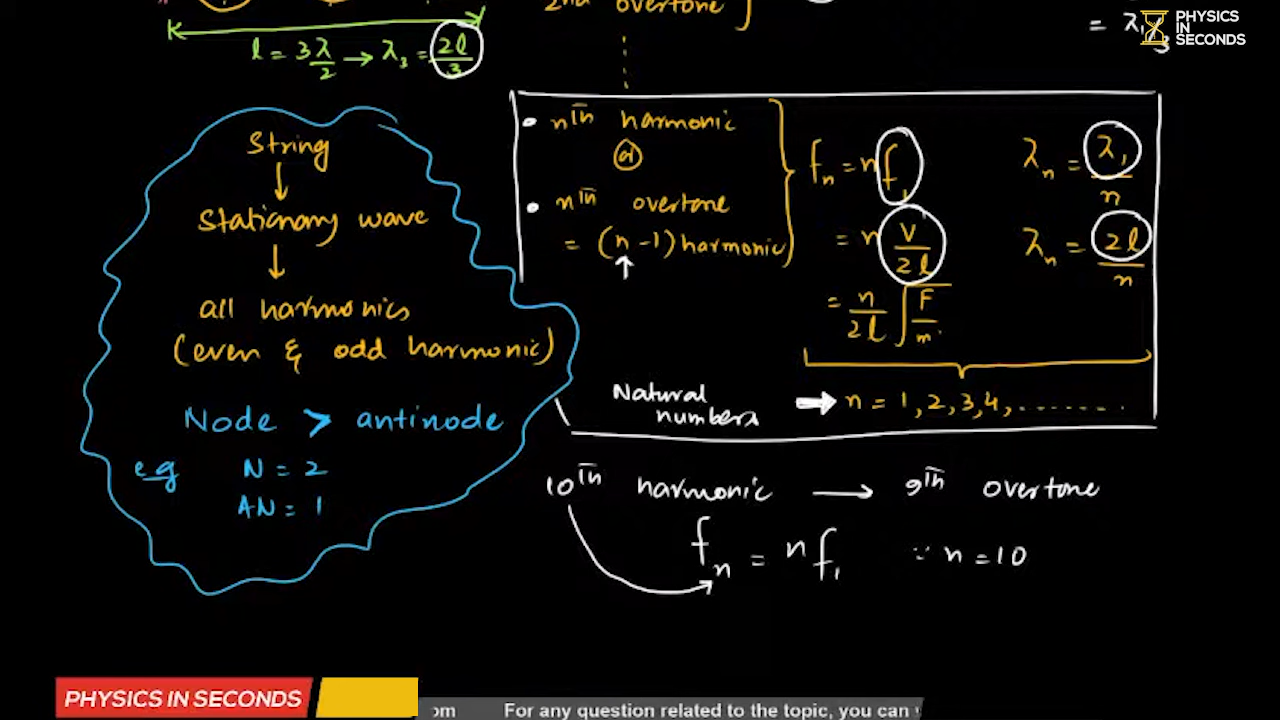 2nd overtone
= λ₁/3
PHYSICS
IN
SECONDS
l = 3λ/2 → λ₃ = 2l/3
String
↓
Stationary wave
↓
all harmonics
(even & odd harmonic)
Node > antinode
e.g N = 2
AN = 1
• nth harmonic
or
• nth overtone
= (n-1) harmonic
fₙ = n f₁
= n V/2l
= n/2l √F/m
λₙ = λ₁/n
λₙ = 2l/n
Natural
numbers
→ n = 1, 2, 3, 4, ........
10th harmonic → 9th overtone
fₙ = n f₁ ∵ n = 10
PHYSICS IN SECONDS
om For any question related to the topic, you can